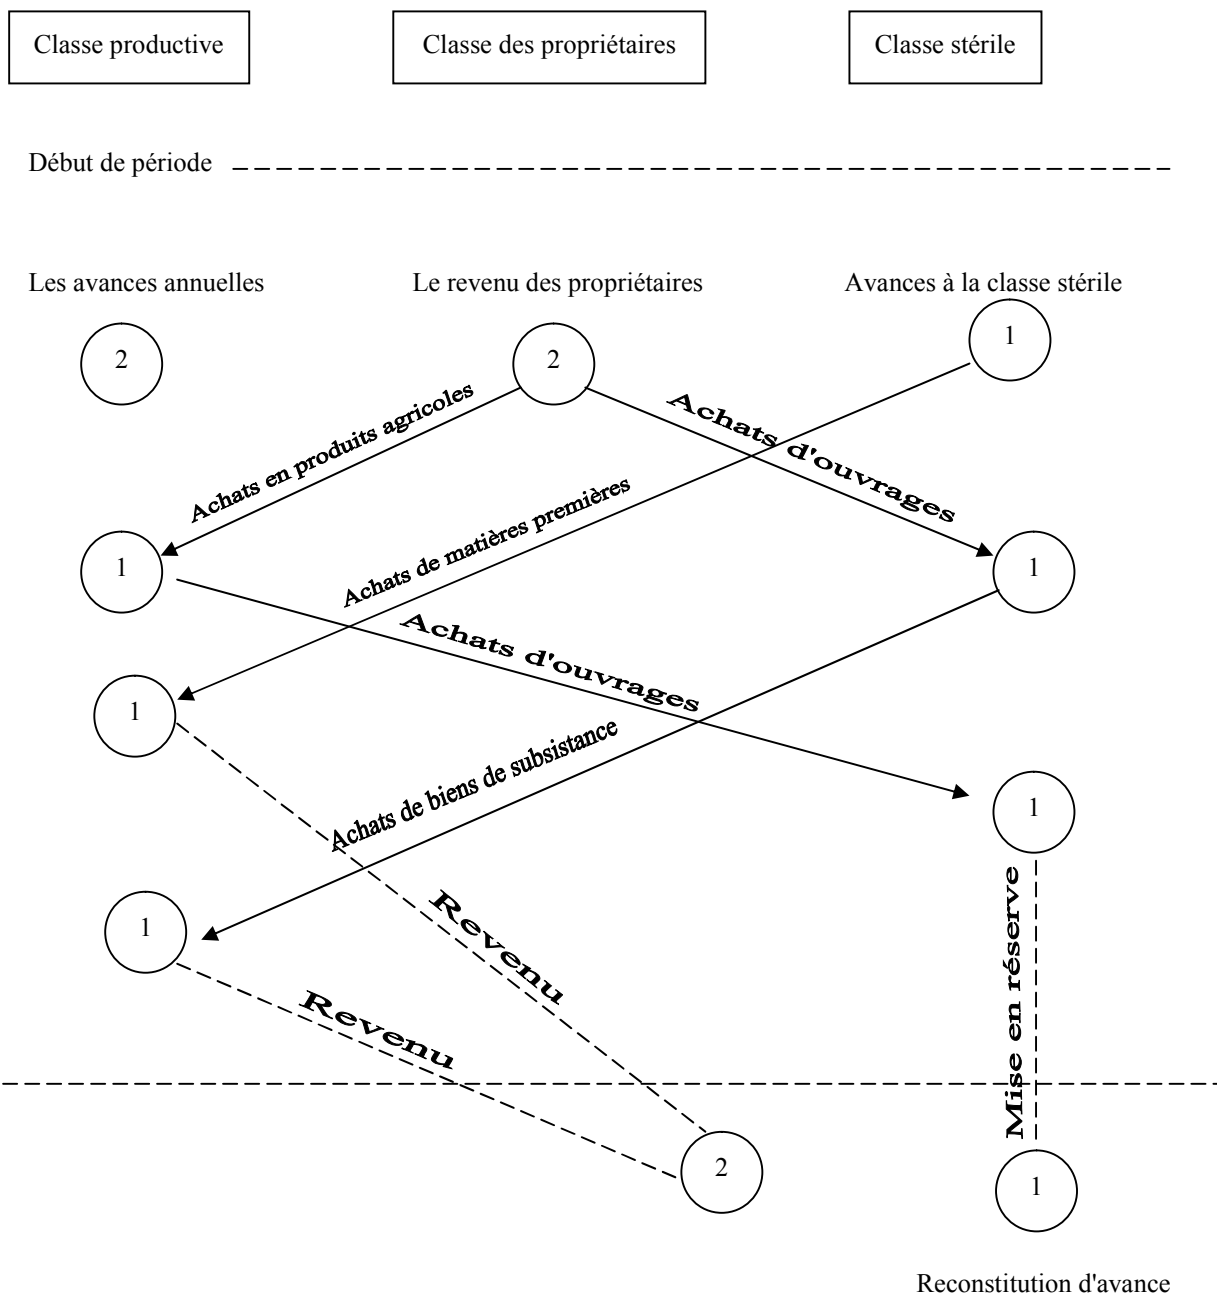 Classe productive
Classe des propriétaires
Classe stérile
Début de période
Les avances annuelles
Le revenu des propriétaires
Avances à la classe stérile
2
2
1
Achats en produits agricoles
Achats d'ouvrages
Achats de matières premières
1
1
Achats d'ouvrages
1
Achats de biens de subsistance
1
1
Revenu
Revenu
Mise en réserve
2
1
Reconstitution d'avance